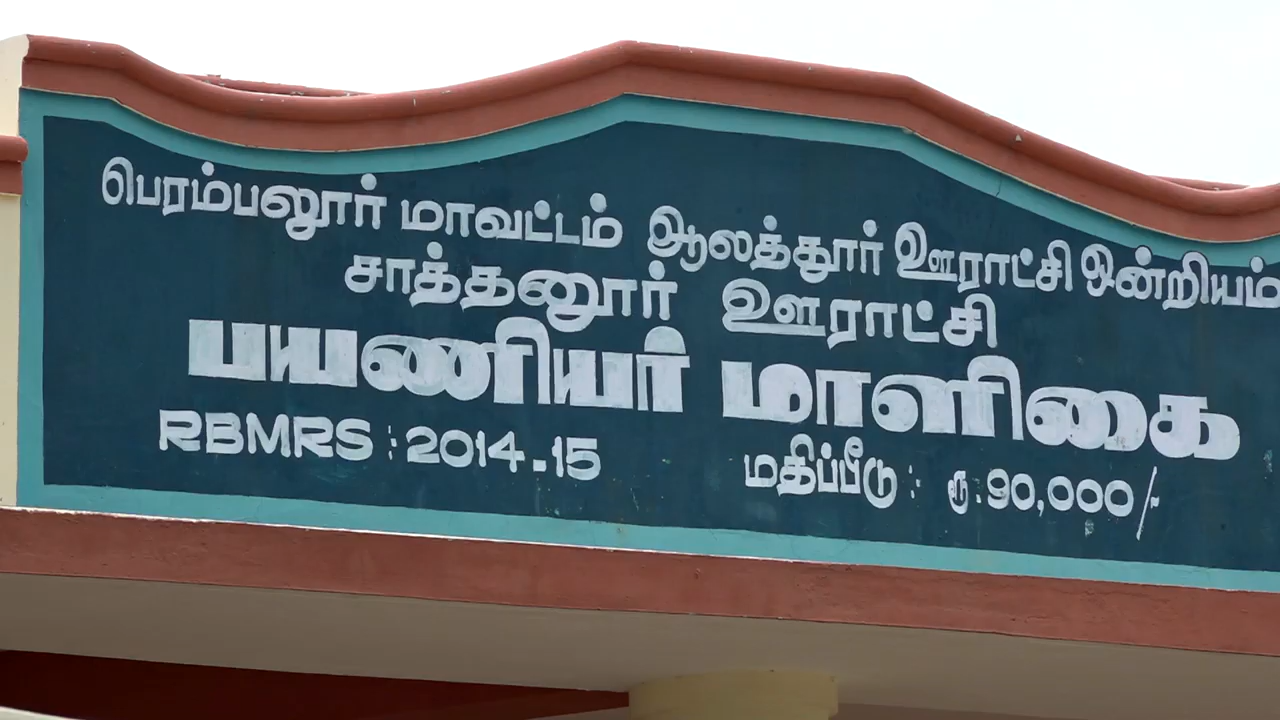 பெரம்பலூர் மாவட்டம் ஆலத்தூர் ஊராட்சி ஒன்றியம்
சாத்தனூர் ஊராட்சி
பயணியர் மாளிகை
RBMRS : 2014-15 மதிப்பீடு : ரூ.90,000/-